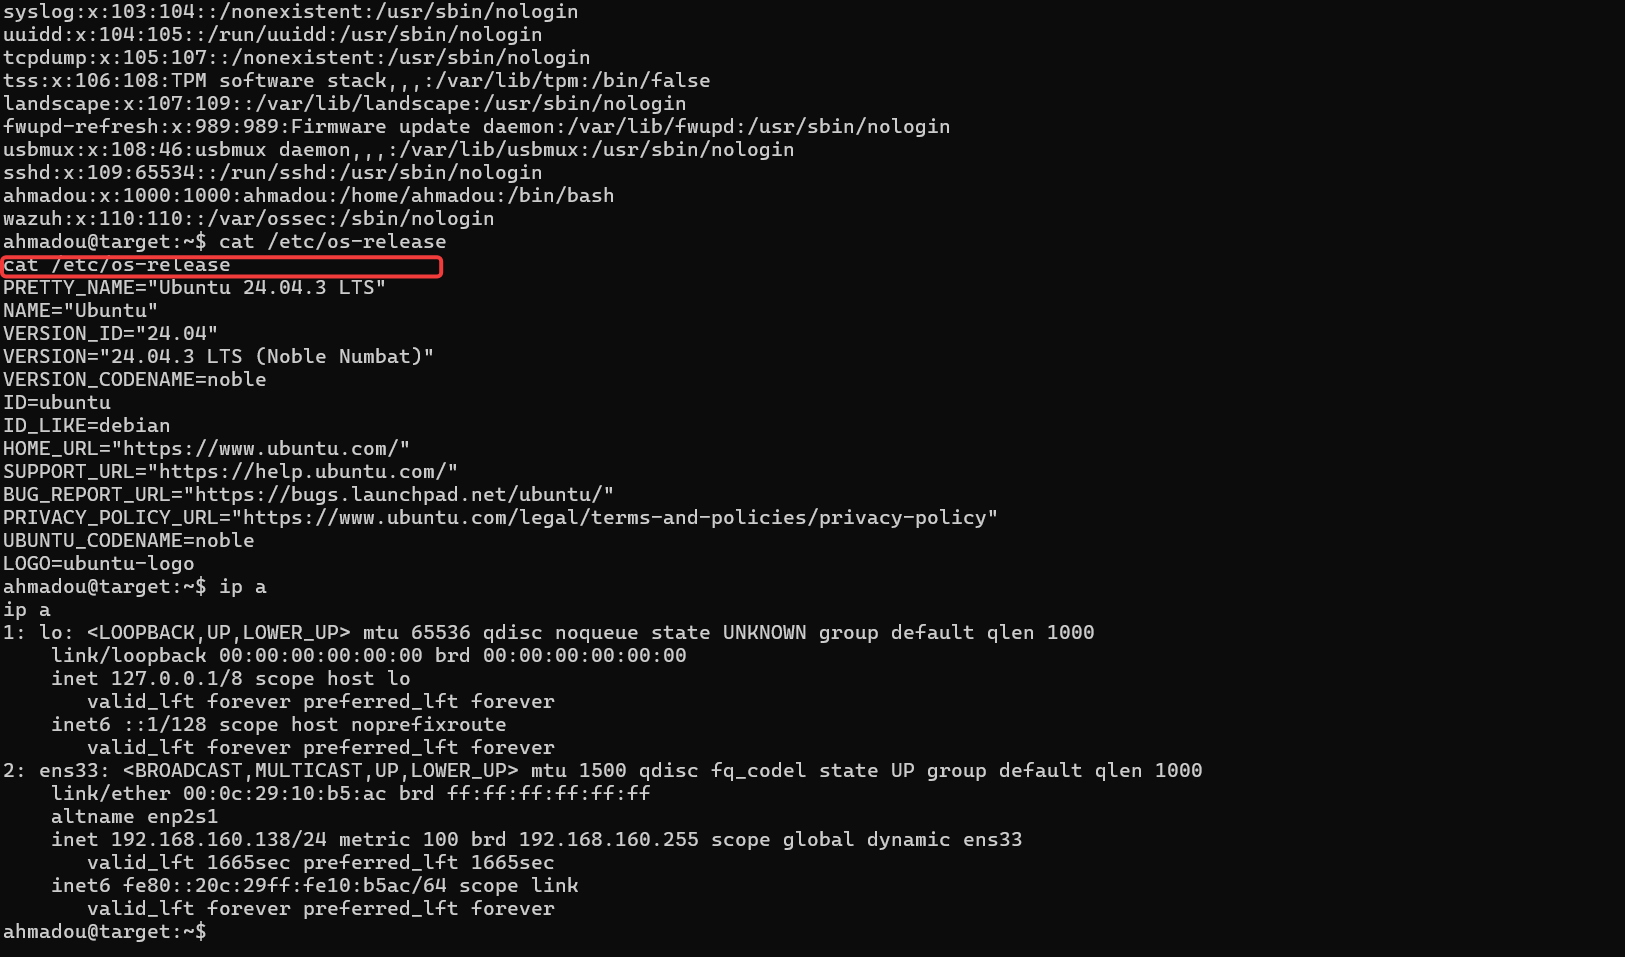 syslog:x:103:104::/nonexistent:/usr/sbin/nologin
uuidd:x:104:105::/run/uuidd:/usr/sbin/nologin
tcpdump:x:105:107::/nonexistent:/usr/sbin/nologin
tss:x:106:108:TPM software stack,,,:/var/lib/tpm:/bin/false
landscape:x:107:109::/var/lib/landscape:/usr/sbin/nologin
fwupd-refresh:x:989:989:Firmware update daemon:/var/lib/fwupd:/usr/sbin/nologin
usbmux:x:108:46:usbmux daemon,,,:/var/lib/usbmux:/usr/sbin/nologin
sshd:x:109:65534::/run/sshd:/usr/sbin/nologin
ahmadou:x:1000:1000:ahmadou:/home/ahmadou:/bin/bash
wazuh:x:110:110::/var/ossec:/sbin/nologin
ahmadou@target:~$ cat /etc/os-release
cat /etc/os-release
PRETTY_NAME="Ubuntu 24.04.3 LTS"
NAME="Ubuntu"
VERSION_ID="24.04"
VERSION="24.04.3 LTS (Noble Numbat)"
VERSION_CODENAME=noble
ID=ubuntu
ID_LIKE=debian
HOME_URL="https://www.ubuntu.com/"
SUPPORT_URL="https://help.ubuntu.com/"
BUG_REPORT_URL="https://bugs.launchpad.net/ubuntu/"
PRIVACY_POLICY_URL="https://www.ubuntu.com/legal/terms-and-policies/privacy-policy"
UBUNTU_CODENAME=noble
LOGO=ubuntu-logo
ahmadou@target:~$ ip a
ip a
1: lo: <LOOPBACK,UP,LOWER_UP> mtu 65536 qdisc noqueue state UNKNOWN group default qlen 1000
    link/loopback 00:00:00:00:00:00 brd 00:00:00:00:00:00
    inet 127.0.0.1/8 scope host lo
       valid_lft forever preferred_lft forever
    inet6 ::1/128 scope host noprefixroute
       valid_lft forever preferred_lft forever
2: ens33: <BROADCAST,MULTICAST,UP,LOWER_UP> mtu 1500 qdisc fq_codel state UP group default qlen 1000
    link/ether 00:0c:29:10:b5:ac brd ff:ff:ff:ff:ff:ff
    altname enp2s1
    inet 192.168.160.138/24 metric 100 brd 192.168.160.255 scope global dynamic ens33
       valid_lft 1665sec preferred_lft 1665sec
    inet6 fe80::20c:29ff:fe10:b5ac/64 scope link
       valid_lft forever preferred_lft forever
ahmadou@target:~$